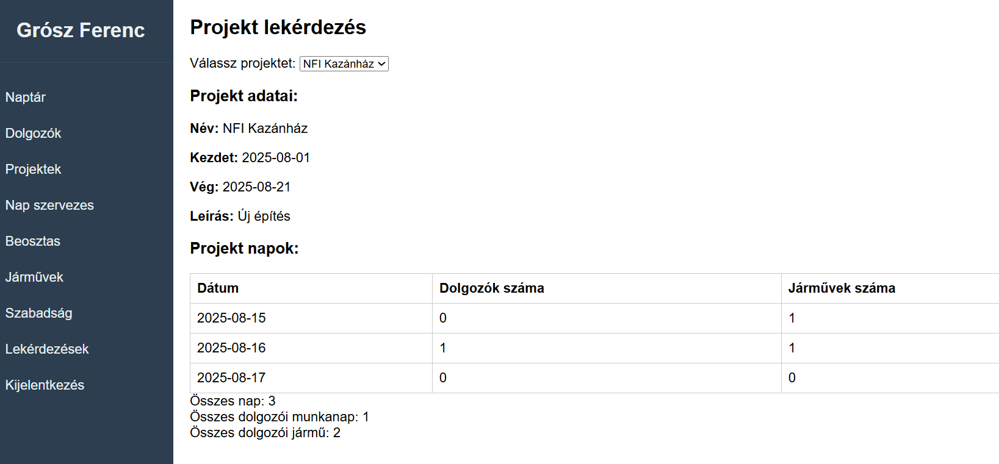 Grósz Ferenc
Naptár
Dolgozók
Projektek
Nap szervezes
Beosztas
Járművek
Szabadság
Lekérdezések
Kijelentkezés
Projekt lekérdezés
Válassz projektet: NFI Kazánház
Projekt adatai:
Név: NFI Kazánház
Kezdet: 2025-08-01
Vég: 2025-08-21
Leírás: Új építés
Projekt napok:
Dátum Dolgozók száma Járművek száma
2025-08-15 0 1
2025-08-16 1 1
2025-08-17 0 0
Összes nap: 3
Összes dolgozói munkanap: 1
Összes dolgozói jármű: 2